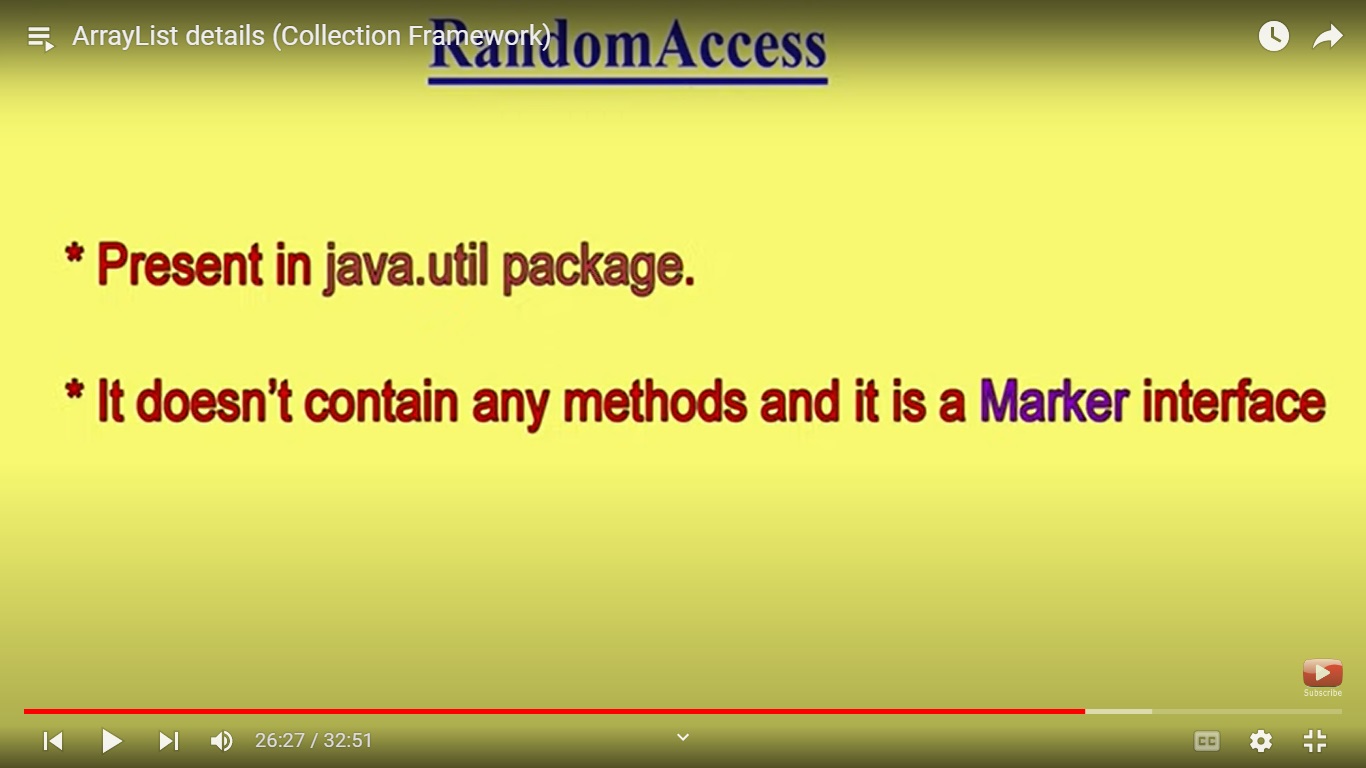 ArrayList details (Collection Framework)
RandomAccess
* Present in java.util package.
* It doesn't contain any methods and it is a Marker interface
Subscribe
26:27 / 32:51
CC